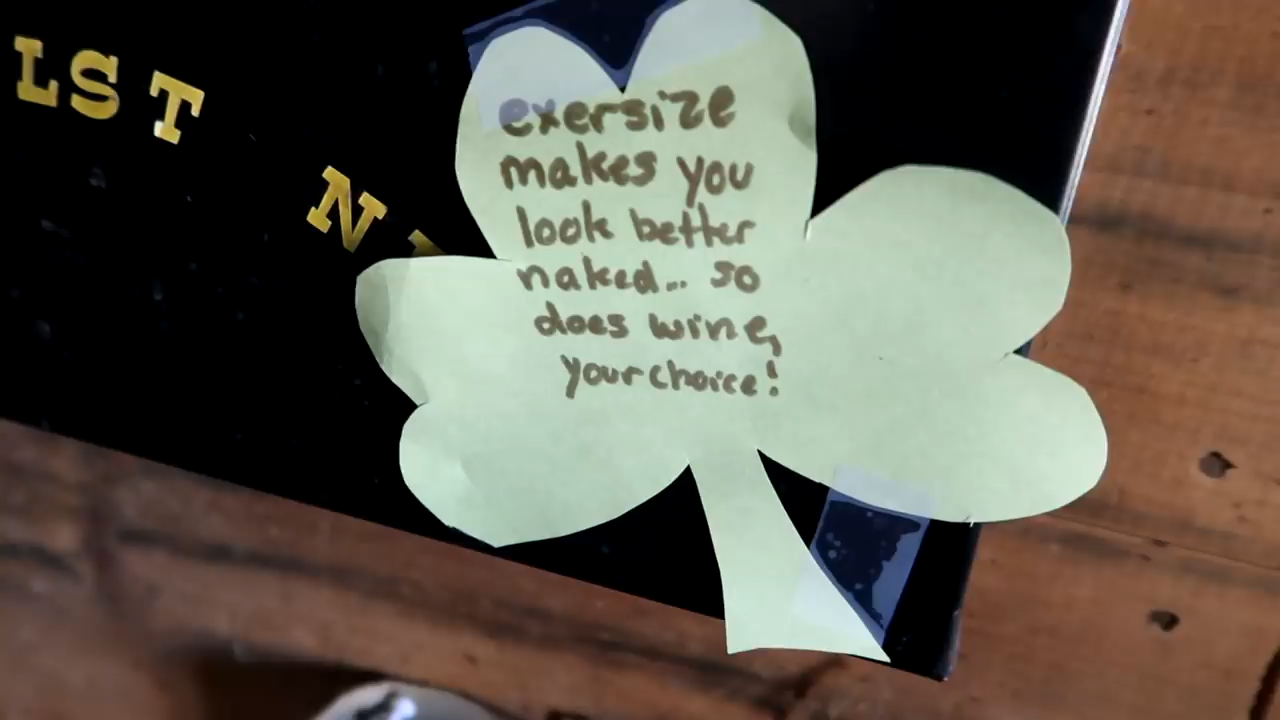 LST N
exersize
makes you
look better
naked... so
does wine,
your choice!